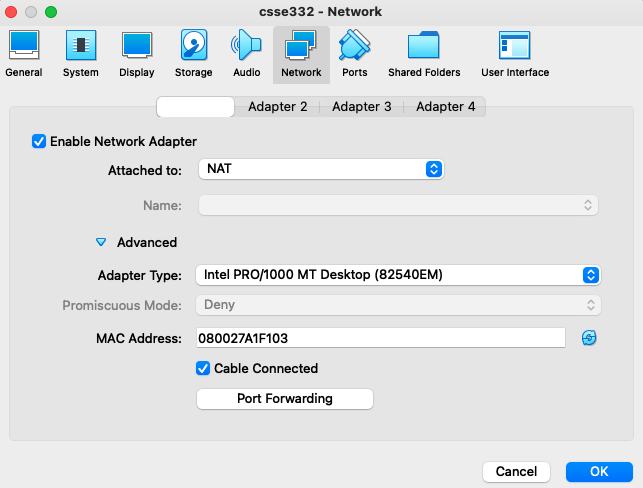 csse332 - Network
General System Display Storage Audio Network Ports Shared Folders User Interface
Adapter 2 Adapter 3 Adapter 4
Enable Network Adapter
Attached to: NAT
Name:
Advanced
Adapter Type: Intel PRO/1000 MT Desktop (82540EM)
Promiscuous Mode: Deny
MAC Address: 080027A1F103
Cable Connected
Port Forwarding
Cancel OK